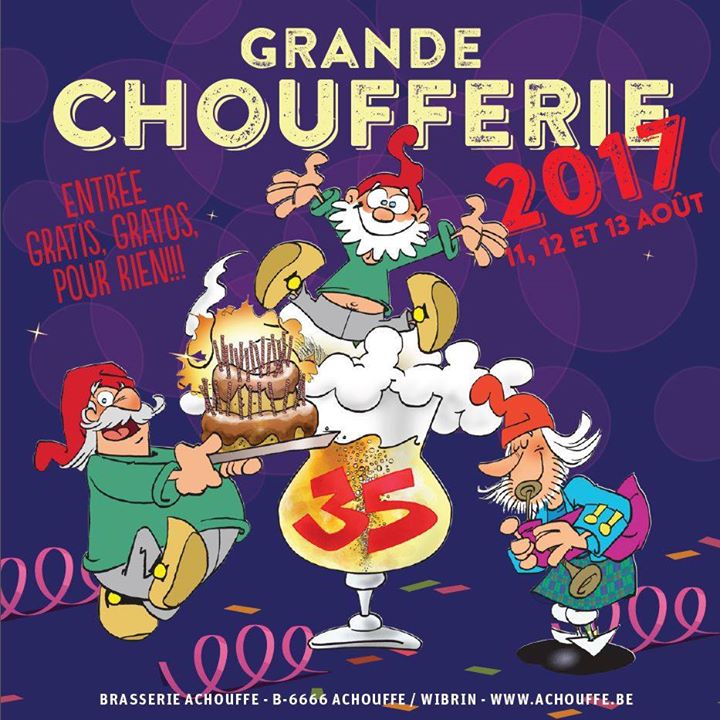 GRANDE
CHOUFFERIE
2017
11, 12 ET 13 AOÛT
ENTRÉE
GRATIS, GRATOS,
POUR RIEN!!!
35
BRASSERIE ACHOUFFE - B-6666 ACHOUFFE / WIBRIN - WWW.ACHOUFFE.BE